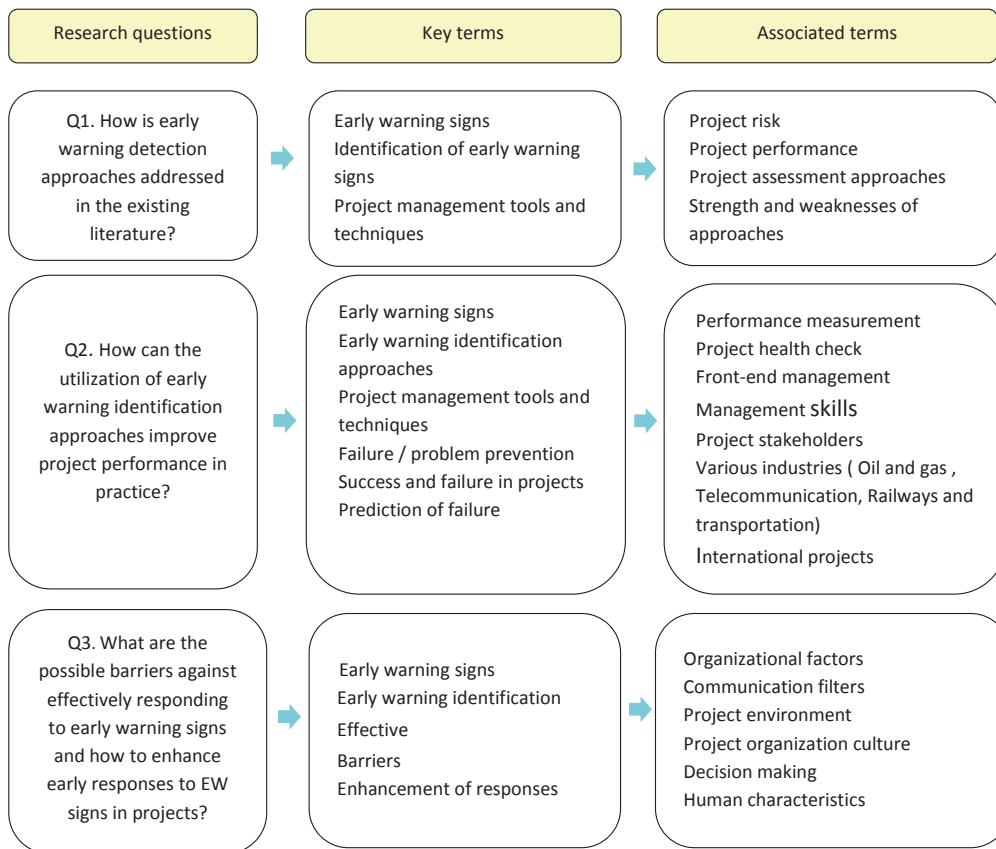 Research questions
Key terms
Associated terms
Q1. How is early
warning detection
approaches addressed
in the existing
literature?
Early warning signs
Identification of early warning
signs
Project management tools and
techniques
Project risk
Project performance
Project assessment approaches
Strength and weaknesses of
approaches
Q2. How can the
utilization of early
warning identification
approaches improve
project performance in
practice?
Early warning signs
Early warning identification
approaches
Project management tools and
techniques
Failure / problem prevention
Success and failure in projects
Prediction of failure
Performance measurement
Project health check
Front-end management
Management skills
Project stakeholders
Various industries ( Oil and gas ,
Telecommunication, Railways and
transportation)
International projects
Q3. What are the
possible barriers against
effectively responding
to early warning signs
and how to enhance
early responses to EW
signs in projects?
Early warning signs
Early warning identification
Effective
Barriers
Enhancement of responses
Organizational factors
Communication filters
Project environment
Project organization culture
Decision making
Human characteristics